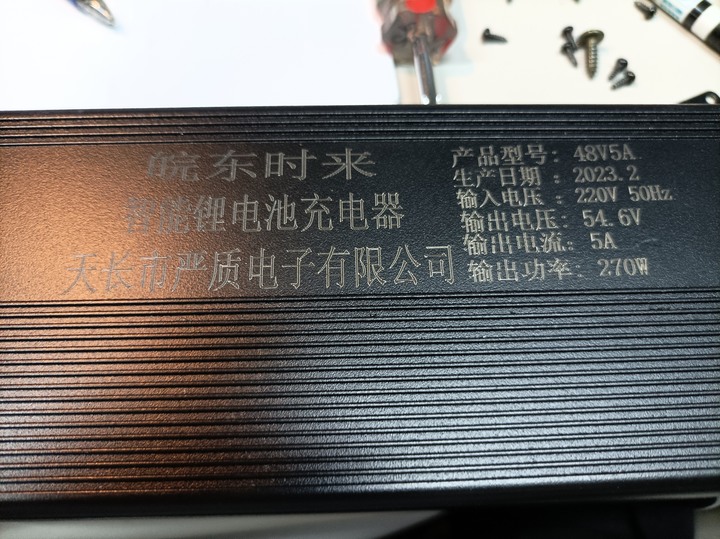 皖东时来
智能锂电池充电器
天长市严质电子有限公司
产品型号: 48V5A
生产日期: 2023.2
输入电压: 220V 50Hz
输出电压: 54.6V
输出电流: 5A
输出功率: 270W